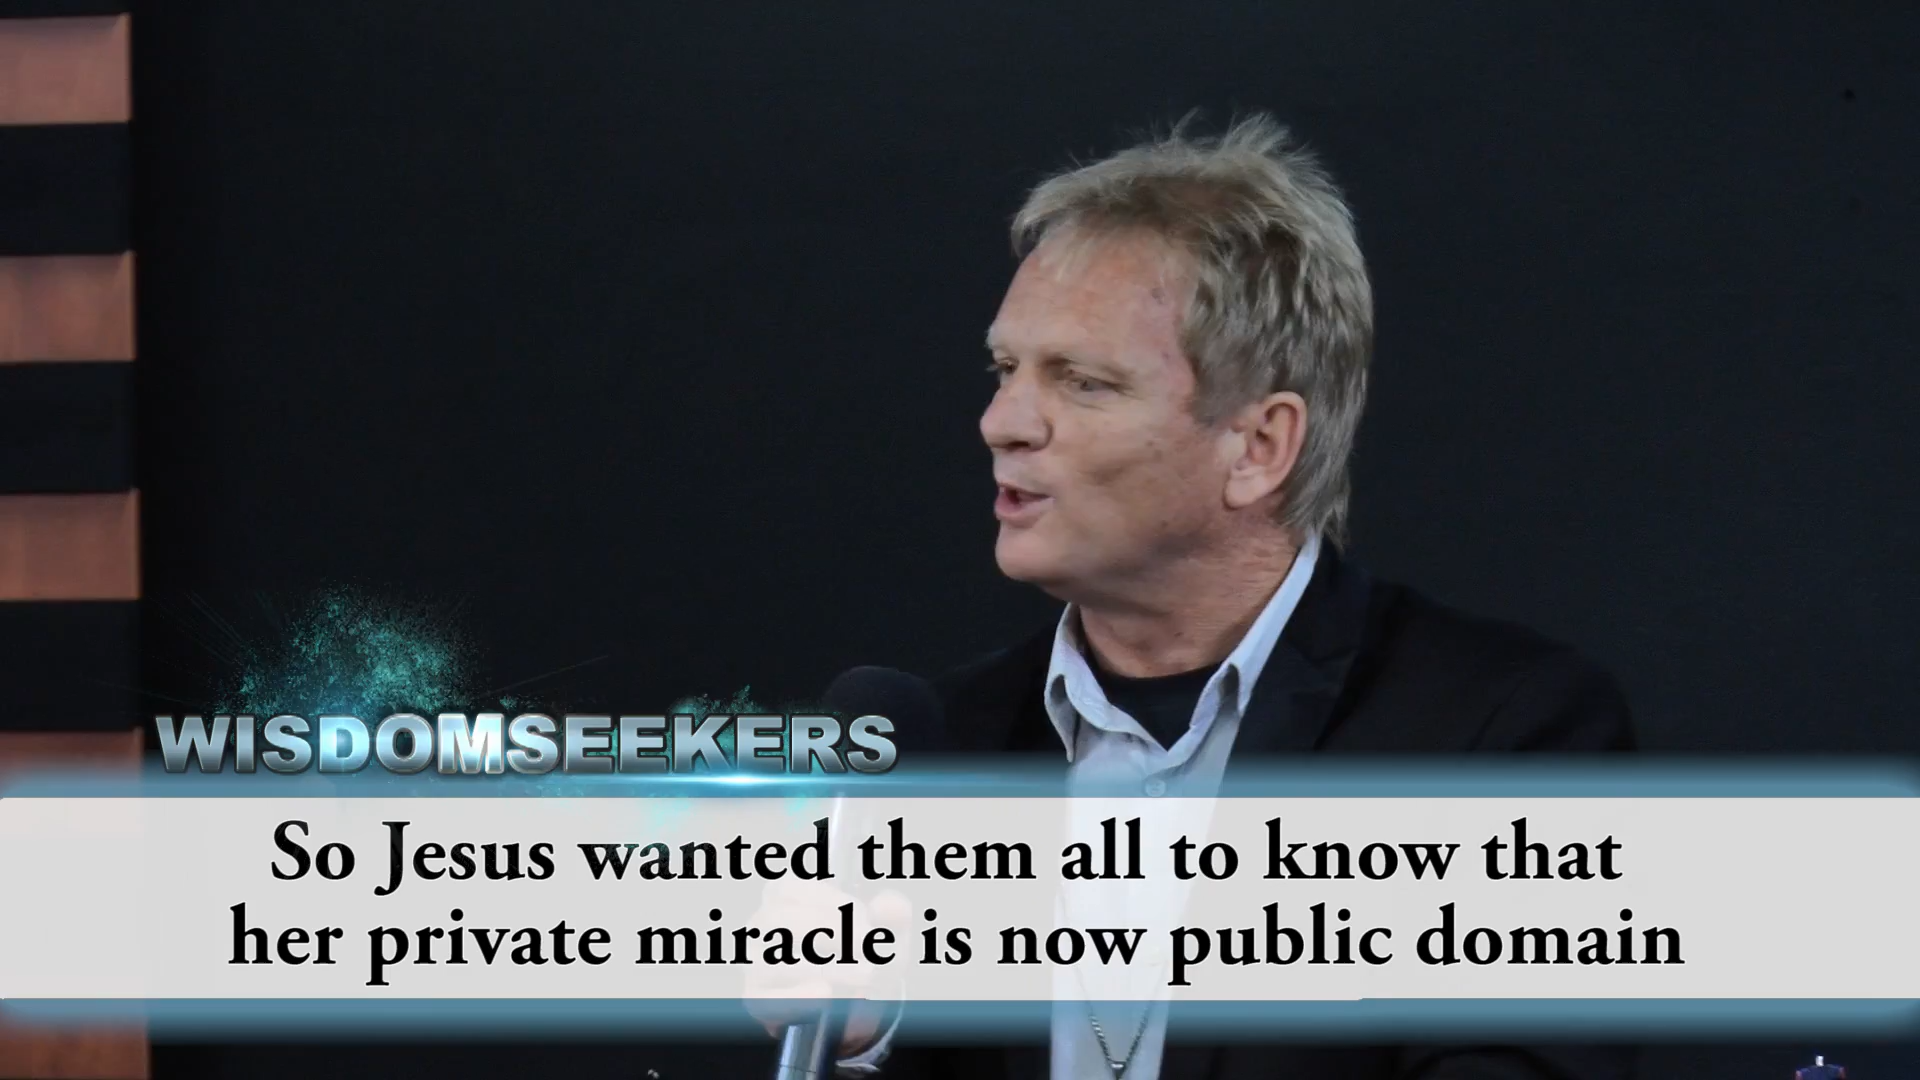 WISDOMSEEKERS
So Jesus wanted them all to know that
her private miracle is now public domain